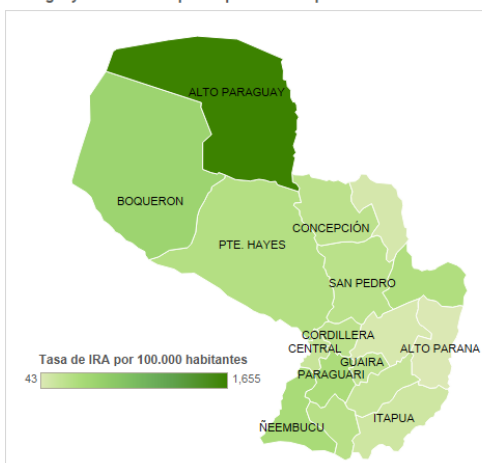 ALTO PARAGUAY
BOQUERON
CONCEPCIÓN
PTE. HAYES
SAN PEDRO
CORDILLERA
CENTRAL
ALTO PARANA
GUAIRA
PARAGUARI
ITAPUA
ÑEEMBUCU
Tasa de IRA por 100.000 habitantes
43
1,655